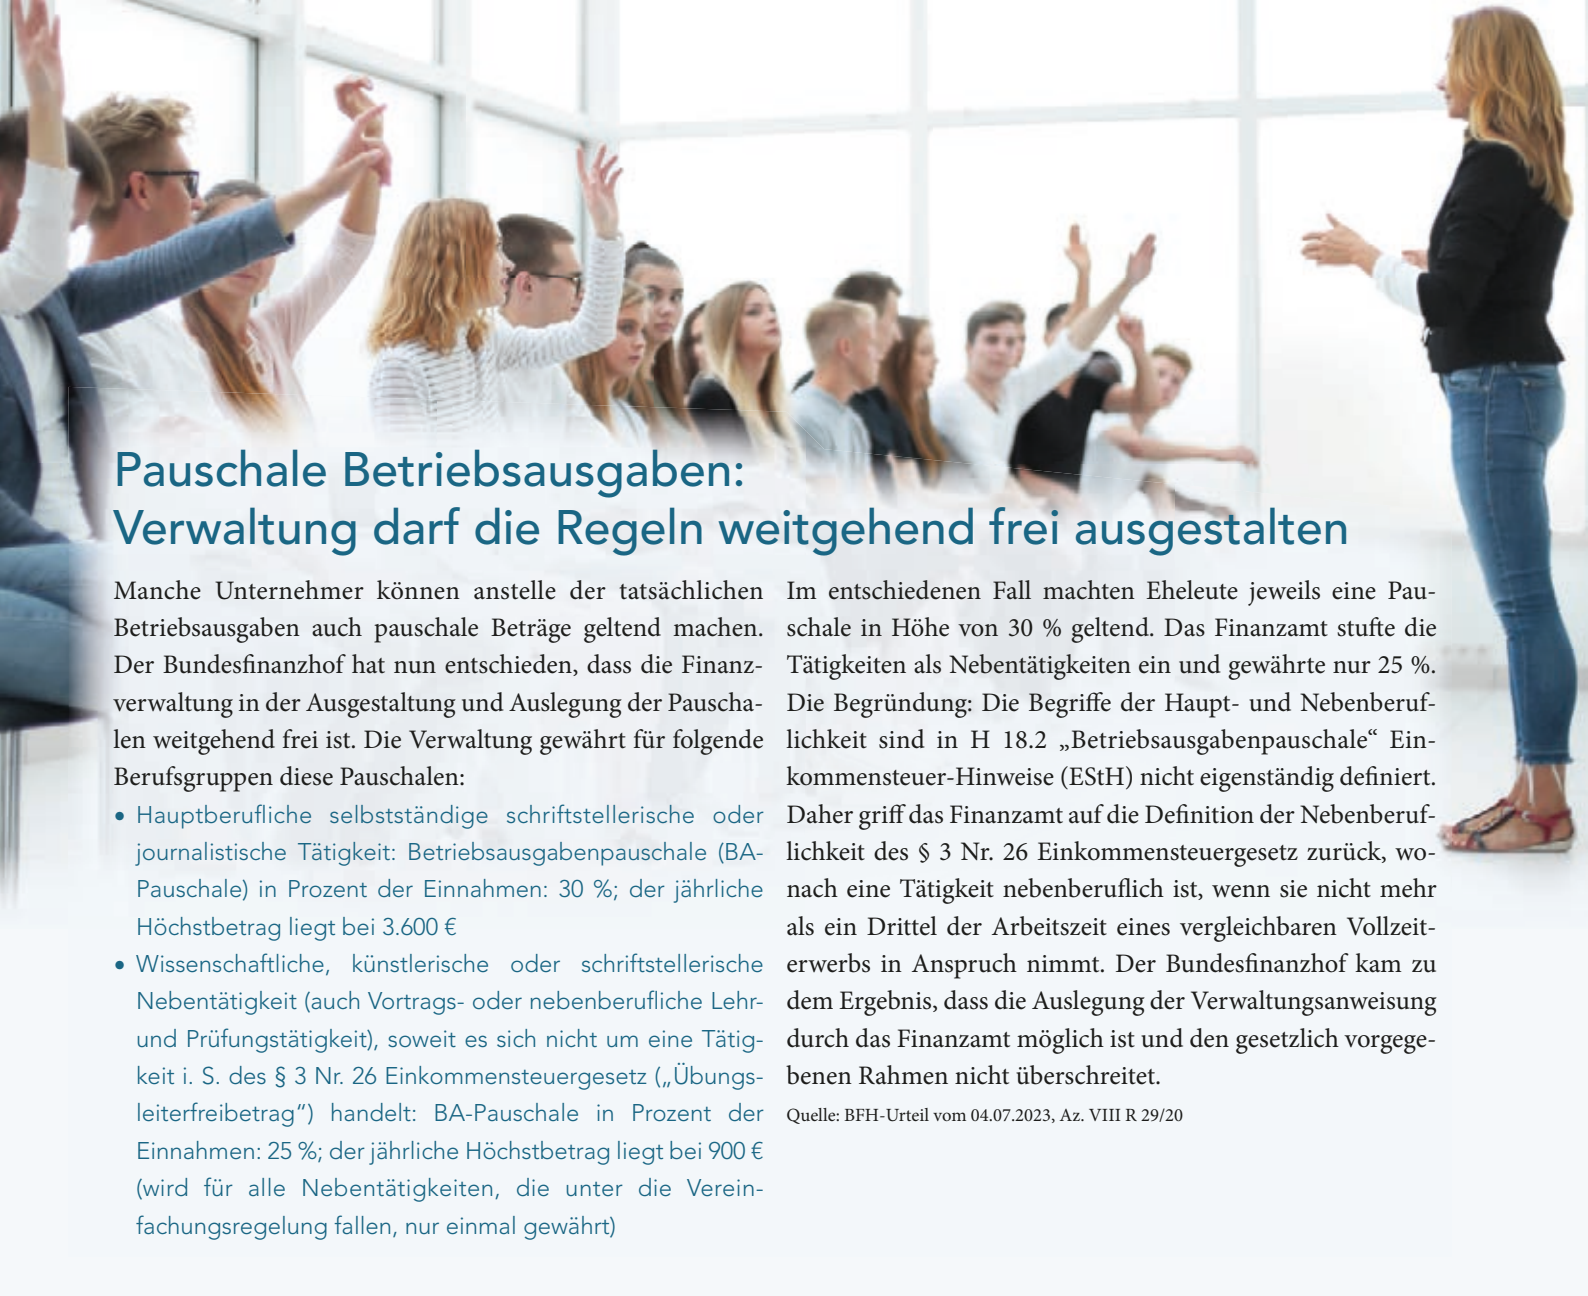 Pauschale Betriebsausgaben:
Verwaltung darf die Regeln weitgehend frei ausgestalten
Manche Unternehmer können anstelle der tatsächlichen
Betriebsausgaben auch pauschale Beträge geltend machen.
Der Bundesfinanzhof hat nun entschieden, dass die Finanz-
verwaltung in der Ausgestaltung und Auslegung der Pauscha-
len weitgehend frei ist. Die Verwaltung gewährt für folgende
Berufsgruppen diese Pauschalen:
• Hauptberufliche selbstständige schriftstellerische oder
journalistische Tätigkeit: Betriebsausgabenpauschale (BA-
Pauschale) in Prozent der Einnahmen: 30 %; der jährliche
Höchstbetrag liegt bei 3.600 €
• Wissenschaftliche, künstlerische oder schriftstellerische
Nebentätigkeit (auch Vortrags- oder nebenberufliche Lehr-
und Prüfungstätigkeit), soweit es sich nicht um eine Tätig-
keit i. S. des § 3 Nr. 26 Einkommensteuergesetz („Übungs-
leiterfreibetrag“) handelt: BA-Pauschale in Prozent der
Einnahmen: 25 %; der jährliche Höchstbetrag liegt bei 900 €
(wird für alle Nebentätigkeiten, die unter die Verein-
fachungsregelung fallen, nur einmal gewährt)
Im entschiedenen Fall machten Eheleute jeweils eine Pau-
schale in Höhe von 30 % geltend. Das Finanzamt stufte die
Tätigkeiten als Nebentätigkeiten ein und gewährte nur 25 %.
Die Begründung: Die Begriffe der Haupt- und Nebenberuf-
lichkeit sind in H 18.2 „Betriebsausgabenpauschale“ Ein-
kommensteuer-Hinweise (EStH) nicht eigenständig definiert.
Daher griff das Finanzamt auf die Definition der Nebenberuf-
lichkeit des § 3 Nr. 26 Einkommensteuergesetz zurück, wo-
nach eine Tätigkeit nebenberuflich ist, wenn sie nicht mehr
als ein Drittel der Arbeitszeit eines vergleichbaren Vollzeit-
erwerbs in Anspruch nimmt. Der Bundesfinanzhof kam zu
dem Ergebnis, dass die Auslegung der Verwaltungsanweisung
durch das Finanzamt möglich ist und den gesetzlich vorgege-
benen Rahmen nicht überschreitet.
Quelle: BFH-Urteil vom 04.07.2023, Az. VIII R 29/20